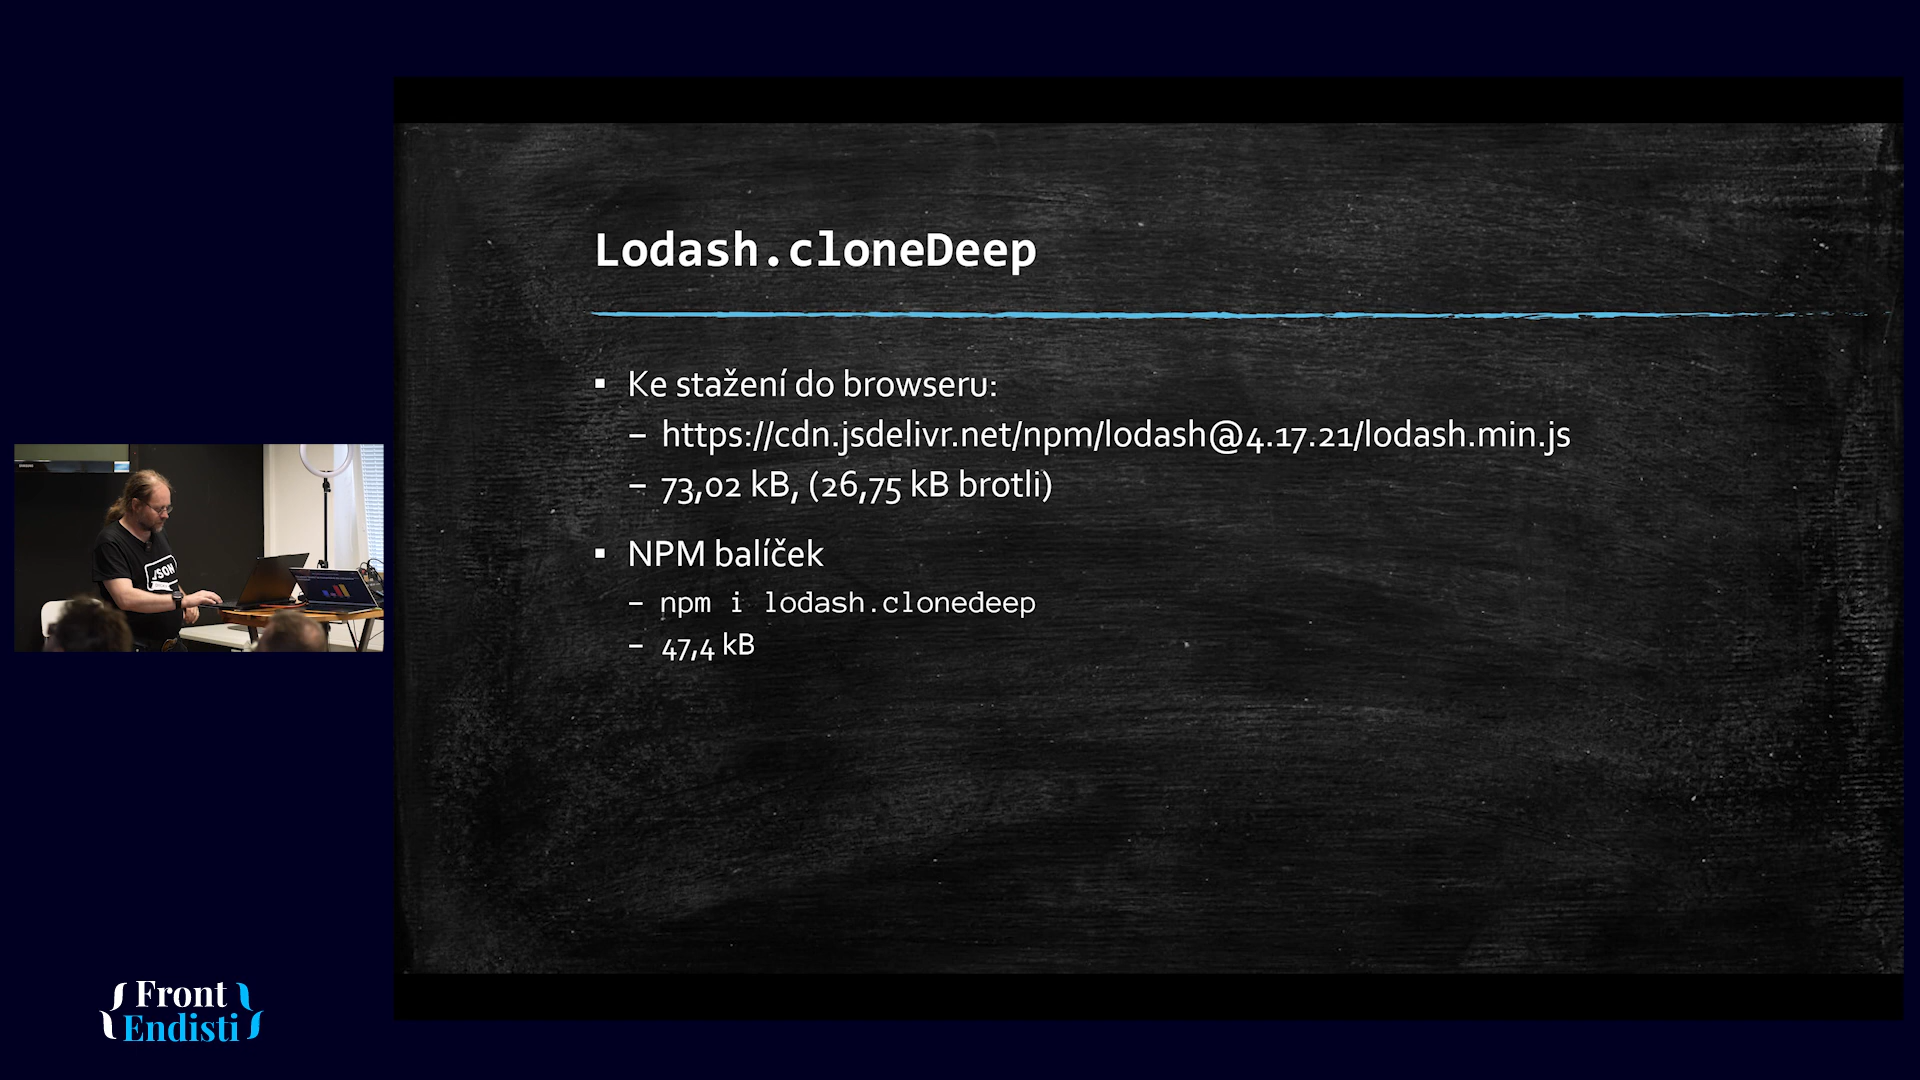 Lodash.cloneDeep
Ke stažení do browseru:
https://cdn.jsdelivr.net/npm/lodash@4.17.21/lodash.min.js
73,02 kB, (26,75 kB brotli)
NPM balíček
npm i lodash.clonedeep
47,4 kB
JSON
{ Front
Endisti }